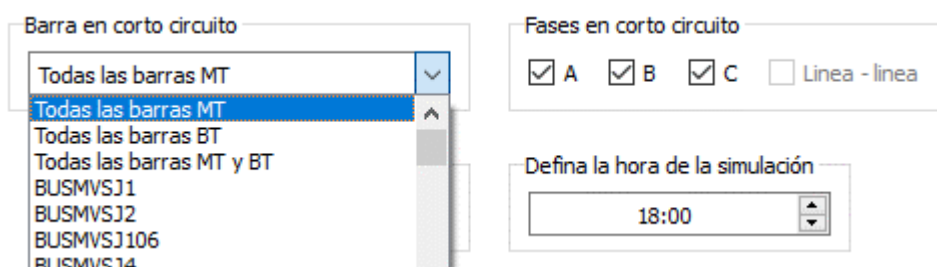 Barra en corto circuito
Todas las barras MT
Todas las barras MT
Todas las barras BT
Todas las barras MT y BT
BUSMVSJ1
BUSMVSJ2
BUSMVSJ106
BUSMVSJ4
Fases en corto circuito
A B C Linea - linea
Defina la hora de la simulación
18:00